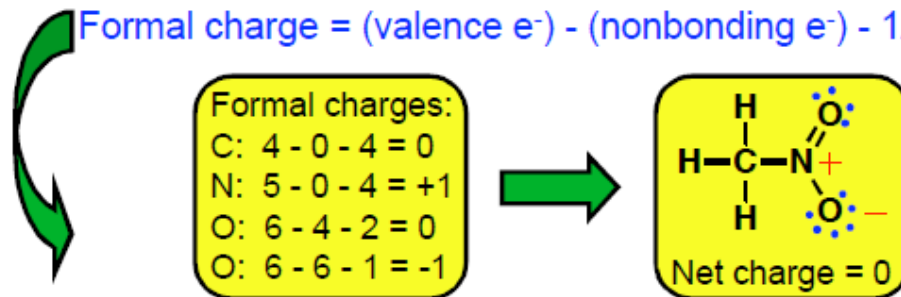 Formal charge = (valence e-) - (nonbonding e-) - 1
Formal charges:
C: 4 - 0 - 4 = 0
N: 5 - 0 - 4 = +1
O: 6 - 4 - 2 = 0
O: 6 - 6 - 1 = -1
H O
H C N +
H O −
Net charge = 0